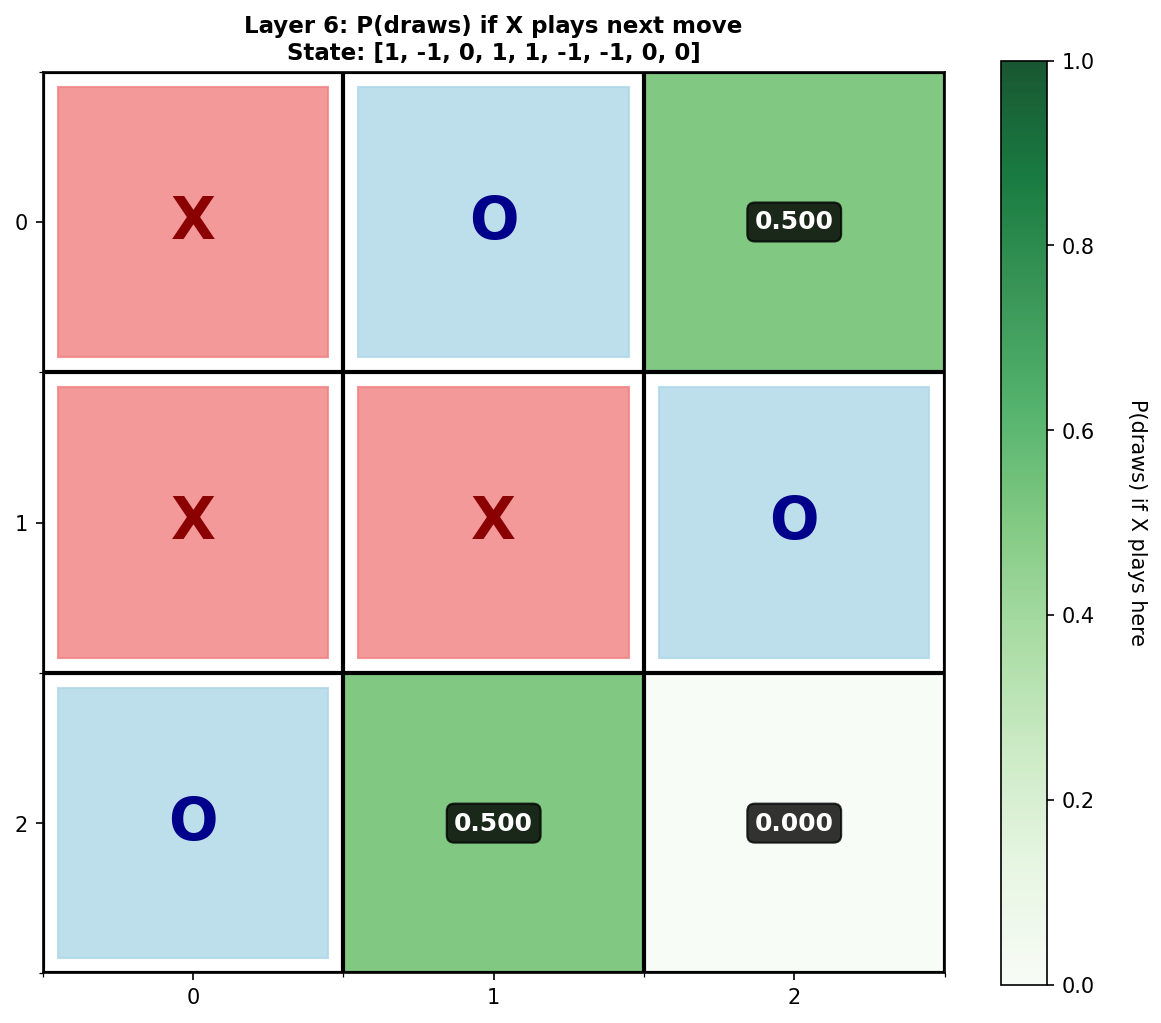 Layer 6: P(draws) if X plays next move
State: [1, -1, 0, 1, 1, -1, -1, 0, 0]
X
O
0.500
X
X
O
O
0.500
0.000
0
1
2
0
1
2
1.0
0.8
0.6
0.4
0.2
0.0
P(draws) if X plays here